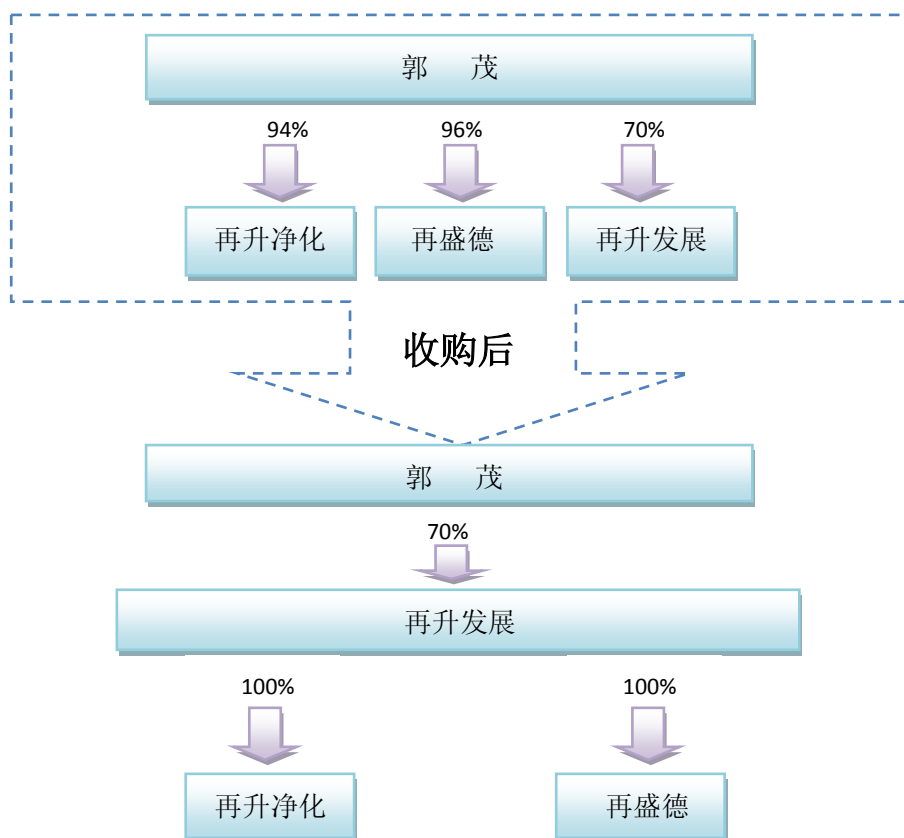 郭 茂
94% 96% 70%
再升净化 再盛德 再升发展
收购后
郭 茂
70%
再升发展
100% 100%
再升净化 再盛德